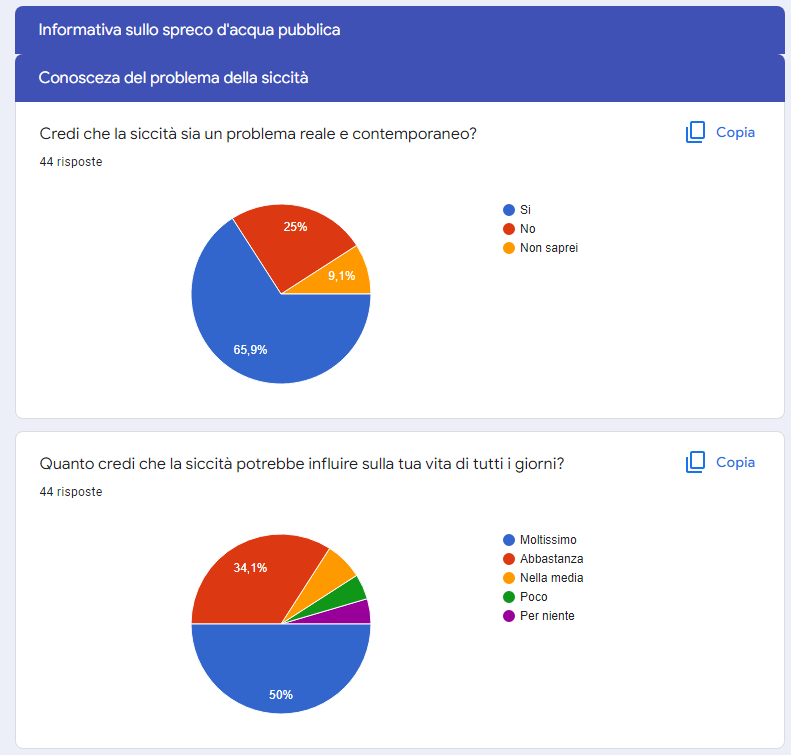 Informativa sullo spreco d'acqua pubblica
Conosceza del problema della siccità
Credi che la siccità sia un problema reale e contemporaneo?
Copia
44 risposte
Si
No
Non saprei
25%
9,1%
65,9%
Quanto credi che la siccità potrebbe influire sulla tua vita di tutti i giorni?
Copia
44 risposte
Moltissimo
Abbastanza
Nella media
Poco
Per niente
34,1%
50%